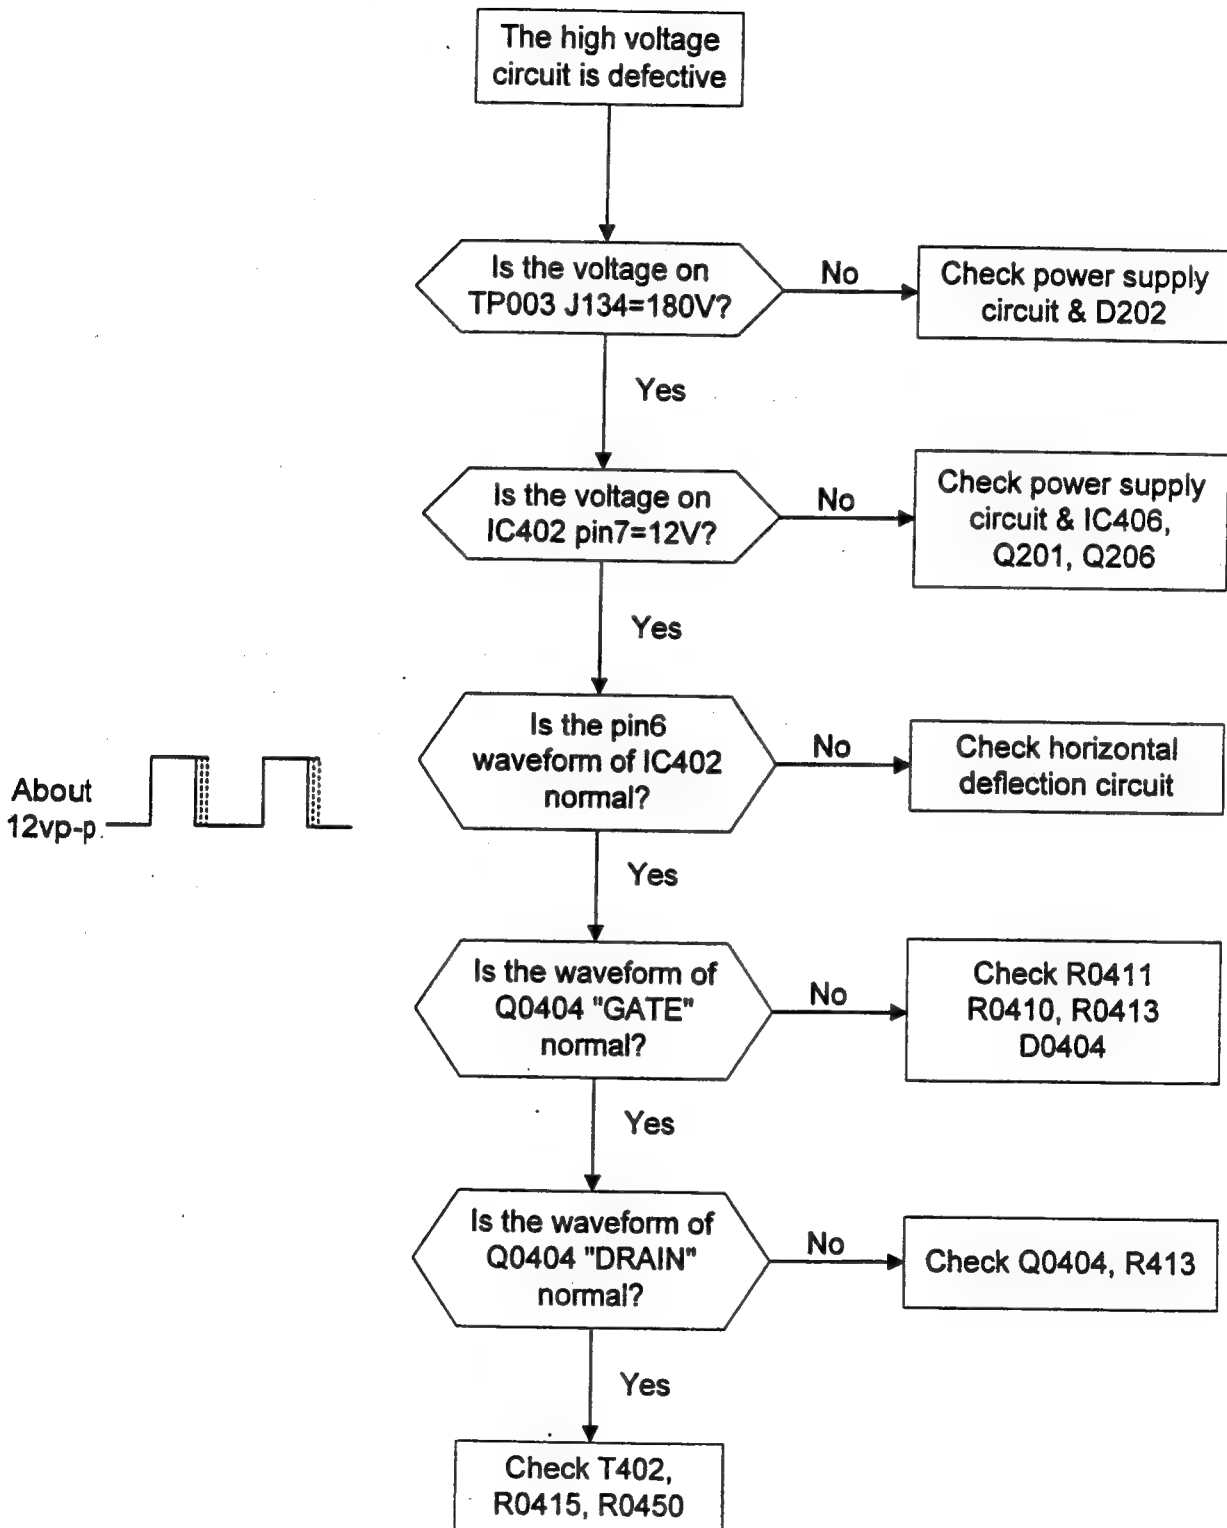 The high voltage
circuit is defective
Is the voltage on
TP003 J134=180V?
No
Check power supply
circuit & D202
Yes
Is the voltage on
IC402 pin7=12V?
No
Check power supply
circuit & IC406,
Q201, Q206
Yes
Is the pin6
waveform of IC402
normal?
No
Check horizontal
deflection circuit
About
12vp-p
Yes
Is the waveform of
Q0404 "GATE"
normal?
No
Check R0411
R0410, R0413
D0404
Yes
Is the waveform of
Q0404 "DRAIN"
normal?
No
Check Q0404, R413
Yes
Check T402,
R0415, R0450